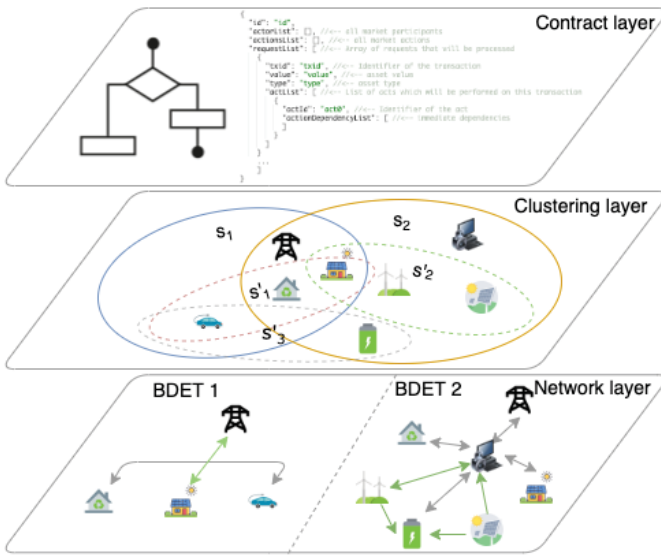 Contract layer
{
"id": "id",
"actorList": [], //<-- all market participants
"actionsList": [, //<-- all market actions
"requestList": [ //<-- Array of requests that will be processed
{
"txid": "txid", //<-- Identifier of the transaction
"value": "value", //<-- asset value
"type": "type", //<-- asset type
"actList": [ //<-- List of acts which will be performed on this transaction
{
"actId": "act0", //<-- Identifier of the act
"actionDependencyList": [ //<-- immediate dependencies
]
}
]
}
...
]
}
Clustering layer
s1
s2
s'2
s'1
s'3
BDET 1
BDET 2
Network layer